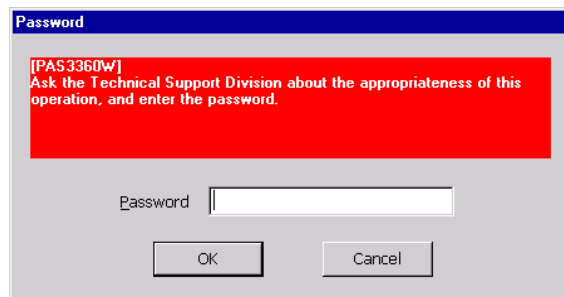 Password
[PAS3360W]
Ask the Technical Support Division about the appropriateness of this
operation, and enter the password.
Password
OK
Cancel